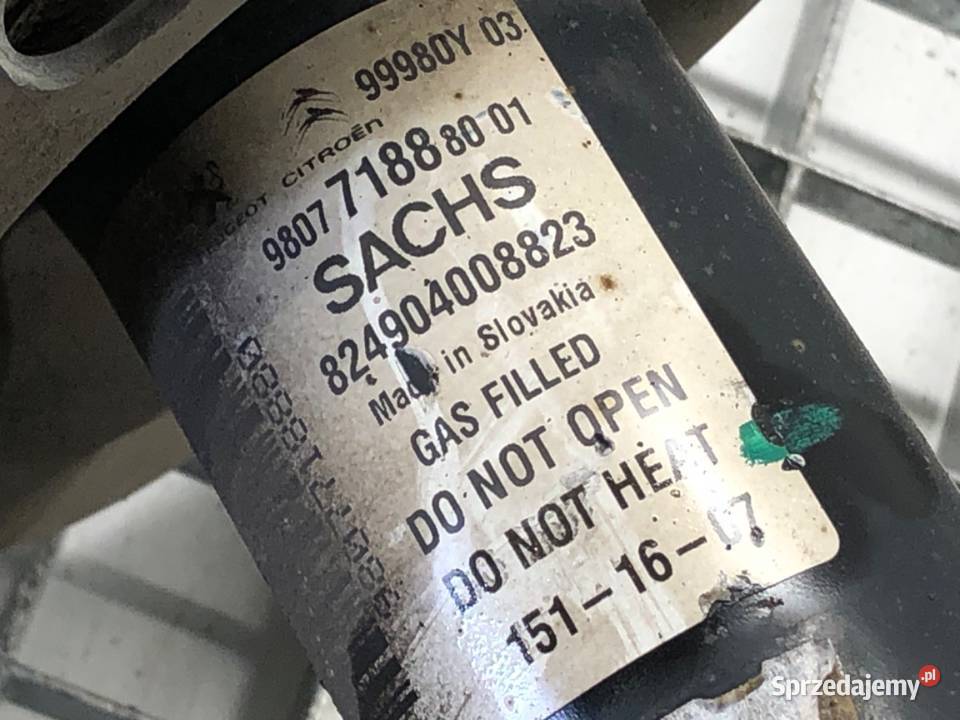 99980Y 03.
CITROËN
9807 7188 80 01
SACHS
824904008823
Made in Slovakia
GAS FILLED
DO NOT OPEN
DO NOT HEAT
151-16-07
Sprzedajemy.pl